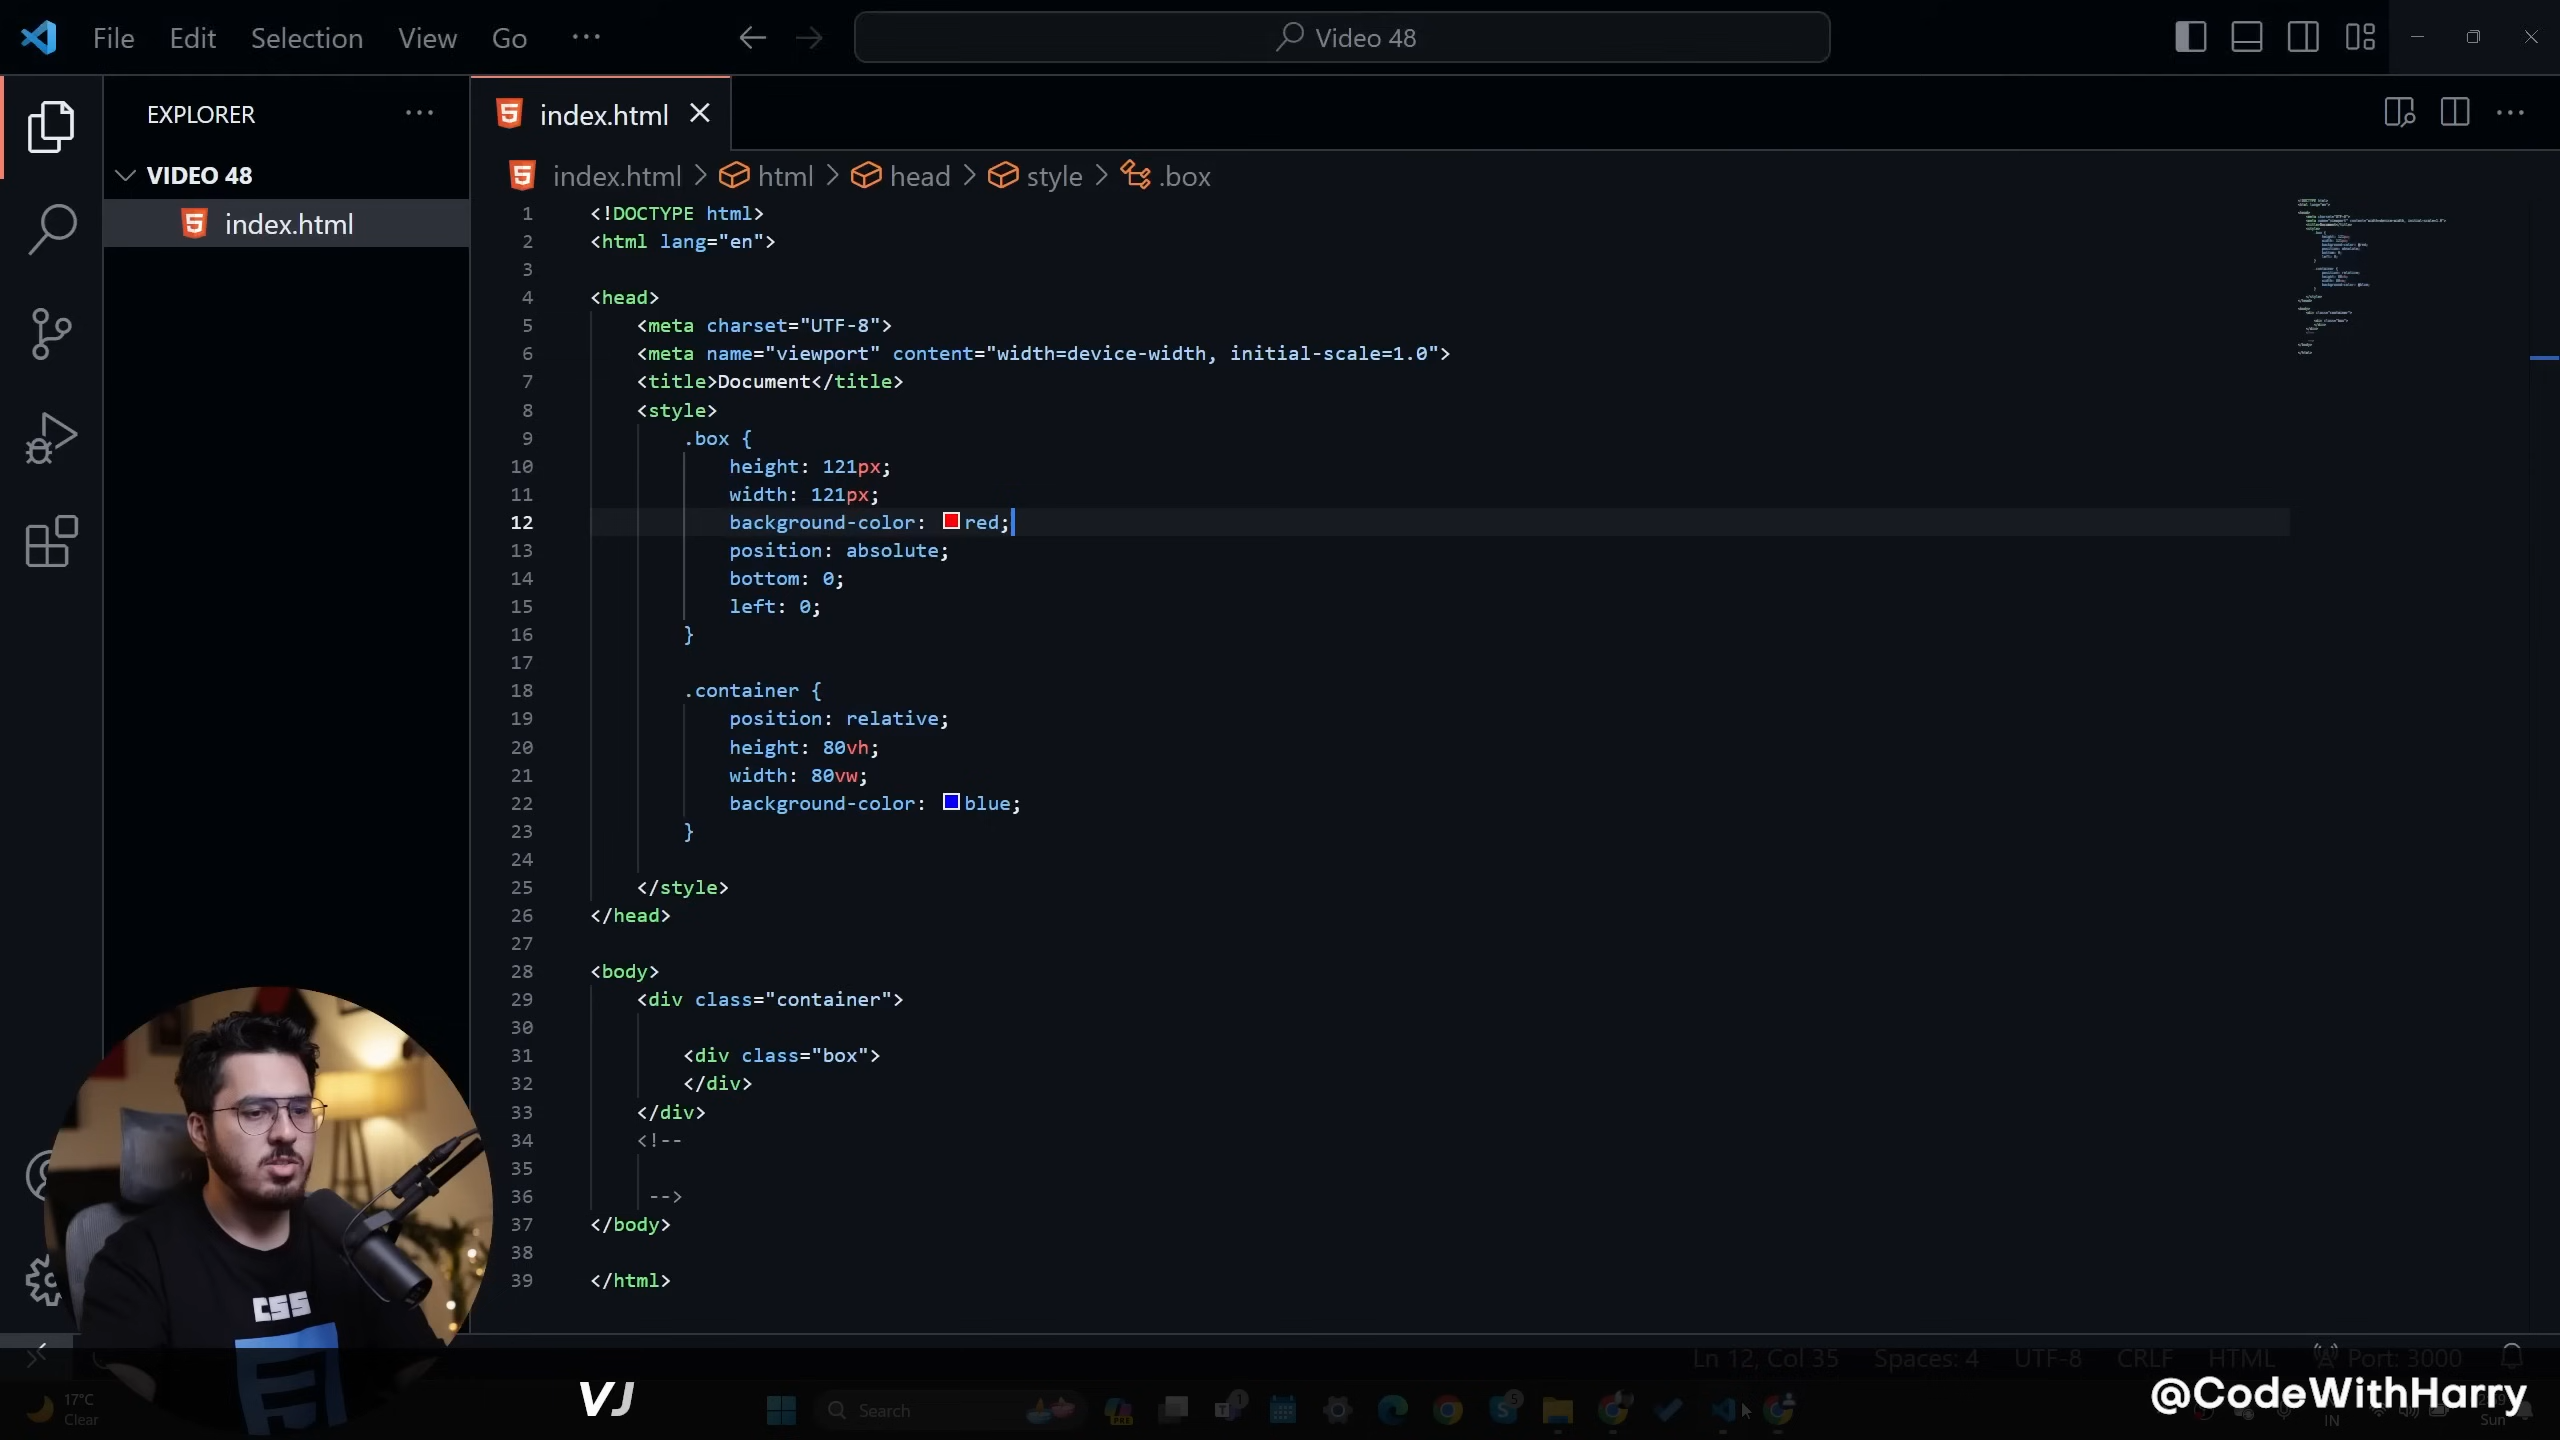 File Edit Selection View Go ··· Video 48
EXPLORER ···
VIDEO 48
index.html
index.html
index.html > html > head > style > .box
1 <!DOCTYPE html>
2 <html lang="en">
3
4 <head>
5 <meta charset="UTF-8">
6 <meta name="viewport" content="width=device-width, initial-scale=1.0">
7 <title>Document</title>
8 <style>
9 .box {
10 height: 121px;
11 width: 121px;
12 background-color: red;
13 position: absolute;
14 bottom: 0;
15 left: 0;
16 }
17
18 .container {
19 position: relative;
20 height: 80vh;
21 width: 80vw;
22 background-color: blue;
23 }
24
25 </style>
26 </head>
27
28 <body>
29 <div class="container">
30
31 <div class="box">
32 </div>
33 </div>
34 <!--
35
36 -->
37 </body>
38
39 </html>
CSS
Ln 12, Col 35 Spaces: 4 UTF-8 CRLF HTML Port: 3000
17°C
Clear
VJ
Search
@CodeWithHarry
IN
Sun